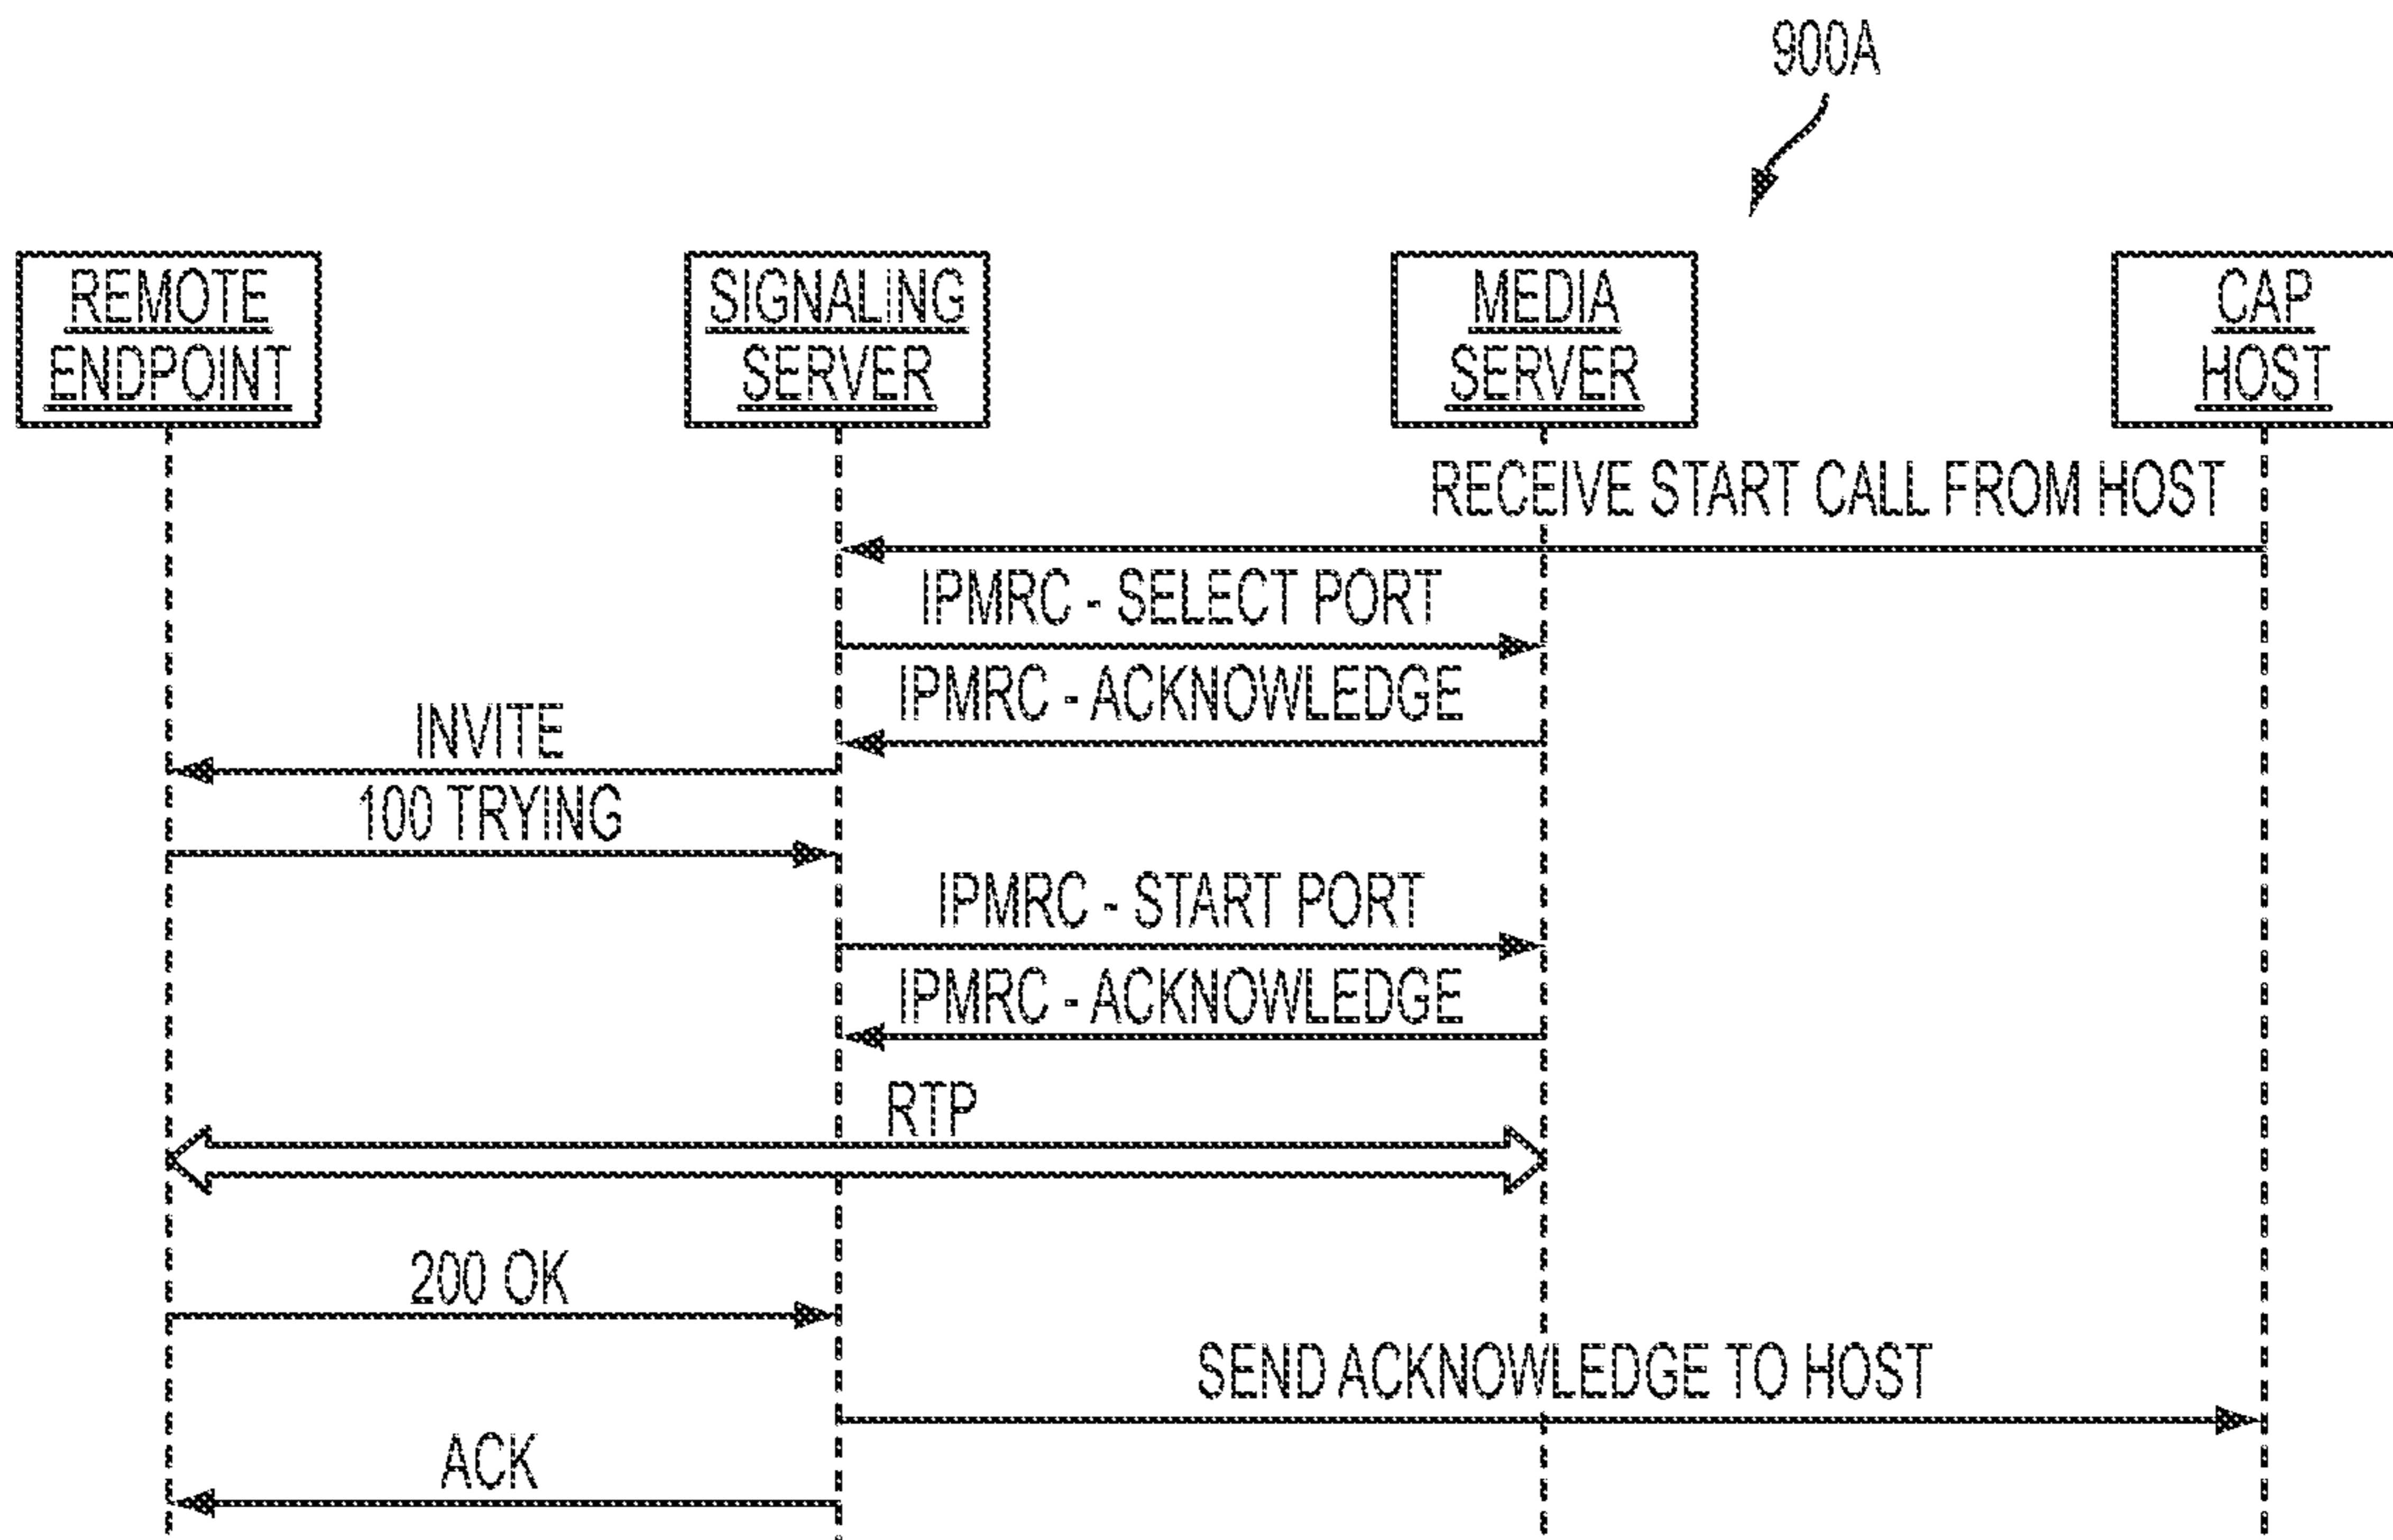 900A
REMOTE
ENDPOINT
SIGNALING
SERVER
MEDIA
SERVER
CAP
HOST
RECEIVE START CALL FROM HOST
IPMRC - SELECT PORT
IPMRC - ACKNOWLEDGE
INVITE
100 TRYING
IPMRC - START PORT
IPMRC - ACKNOWLEDGE
RTP
200 OK
SEND ACKNOWLEDGE TO HOST
ACK